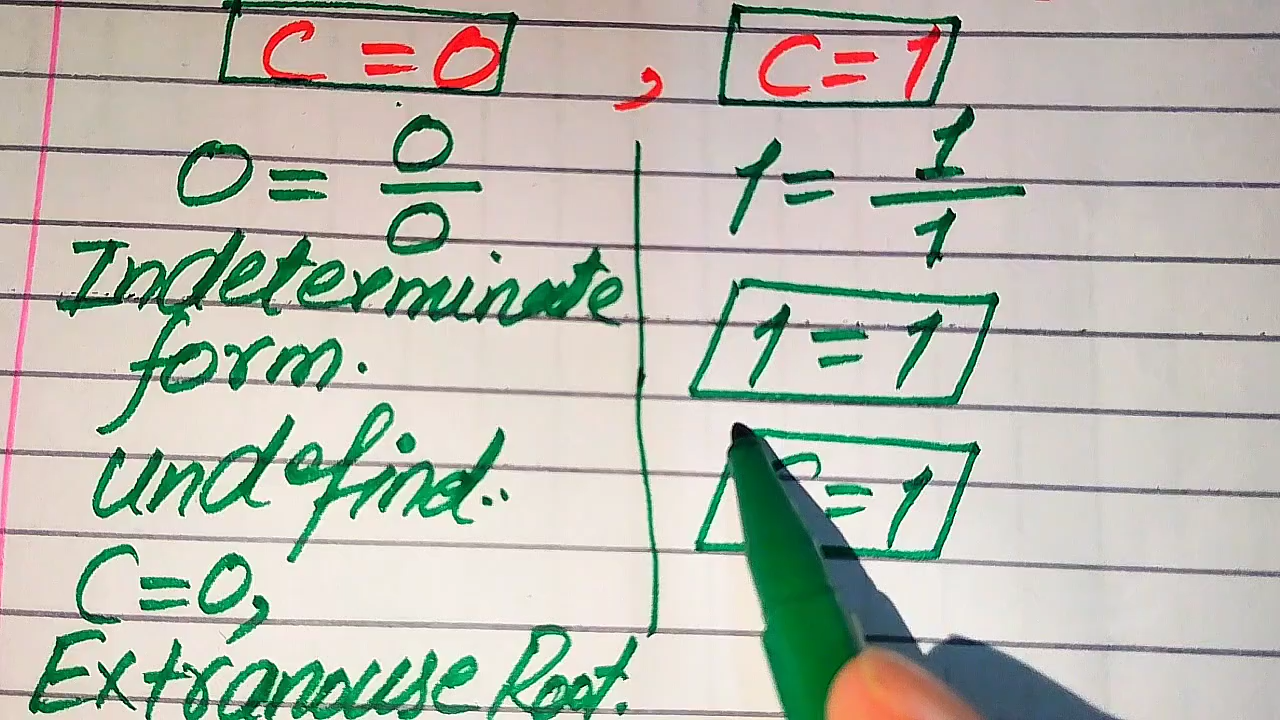 C = 0 , C = 1
0 = 0/0
Indeterminate
form.
undefind..
C = 0,
Extranouse Root.
1 = 1/1
1 = 1
= 1